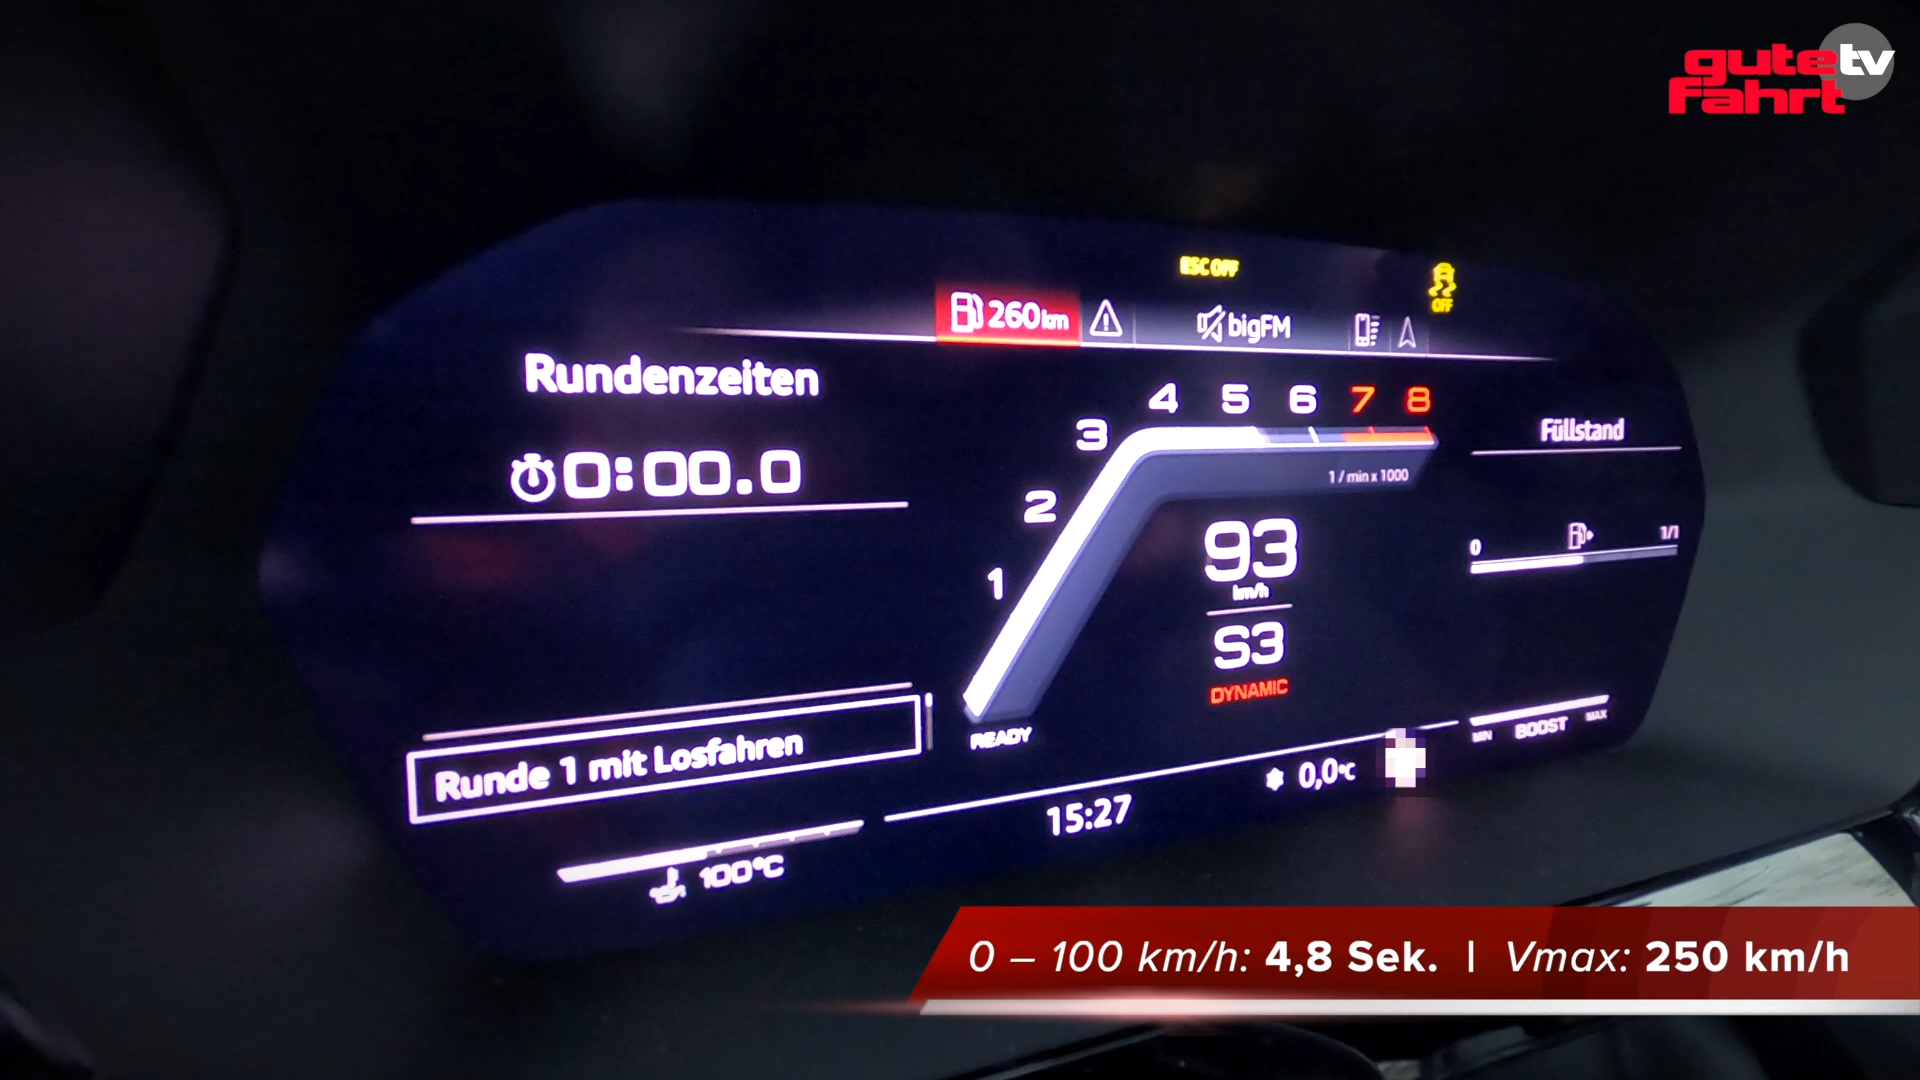 gute tv
fahrt
ESC OFF
OFF
260 km
bigFM
Rundenzeiten
0:00.0
1 2 3 4 5 6 7 8
1 / min x 1000
Füllstand
0 1/1
93
km/h
S3
DYNAMIC
READY
MIN BOOST MAX
Runde 1 mit Losfahren
15:27
0,0°C
100°C
0 – 100 km/h: 4,8 Sek. | Vmax: 250 km/h